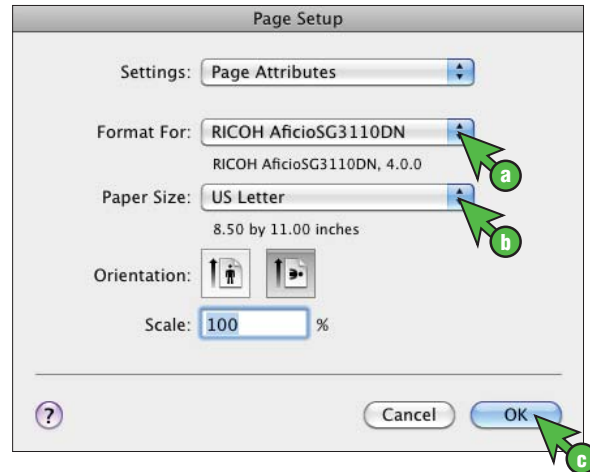 Page Setup
Settings: Page Attributes
Format For: RICOH AficioSG3110DN
a
RICOH AficioSG3110DN, 4.0.0
Paper Size: US Letter
b
8.50 by 11.00 inches
Orientation:
Scale: 100 %
? Cancel OK
c